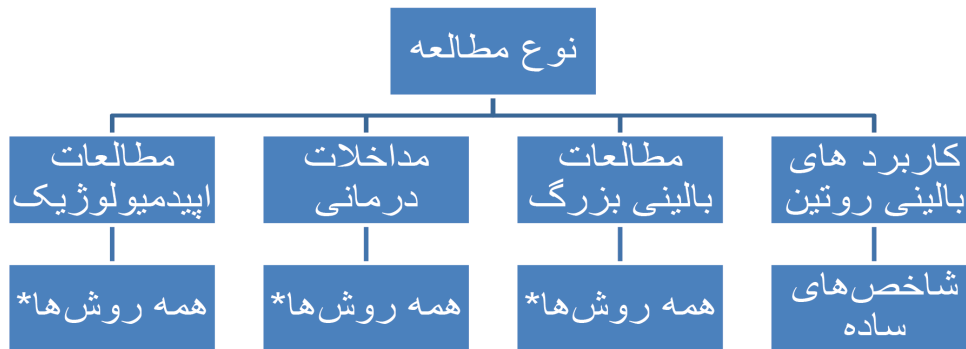 نوع مطالعه
کاربرد های
بالینی روتین
مطالعات
بالینی بزرگ
مداخلات
درمانی
مطالعات
اپیدمیولوژیک
شاخص‌های
ساده
همه روش‌ها*
همه روش‌ها*
همه روش‌ها*